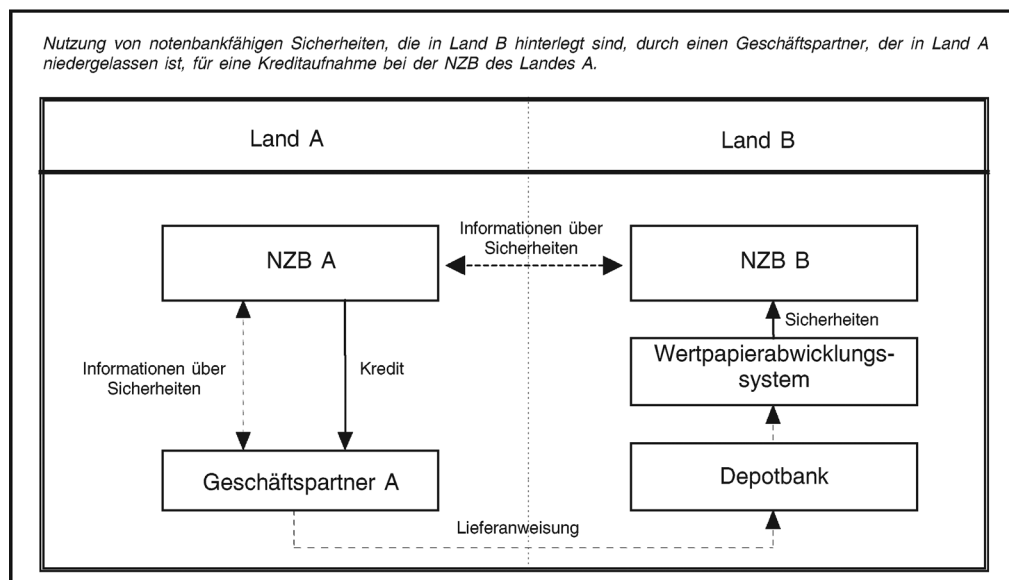 Nutzung von notenbankfähigen Sicherheiten, die in Land B hinterlegt sind, durch einen Geschäftspartner, der in Land A
niedergelassen ist, für eine Kreditaufnahme bei der NZB des Landes A.
Land A
Land B
Informationen über
Sicherheiten
NZB A
NZB B
Sicherheiten
Informationen über
Sicherheiten
Kredit
Wertpapierabwicklungs-
system
Geschäftspartner A
Depotbank
Lieferanweisung